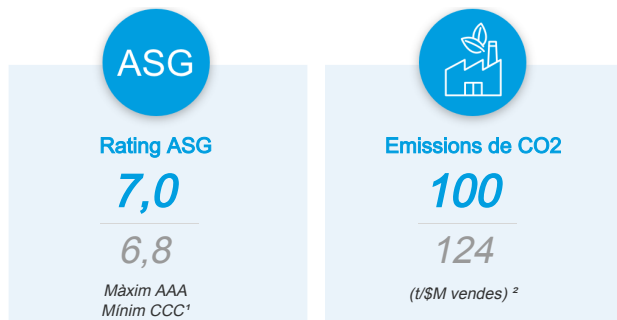 ASG
Rating ASG
7,0
6,8
Màxim AAA
Mínim CCC¹
Emissions de CO2
100
124
(t/$M vendes) ²